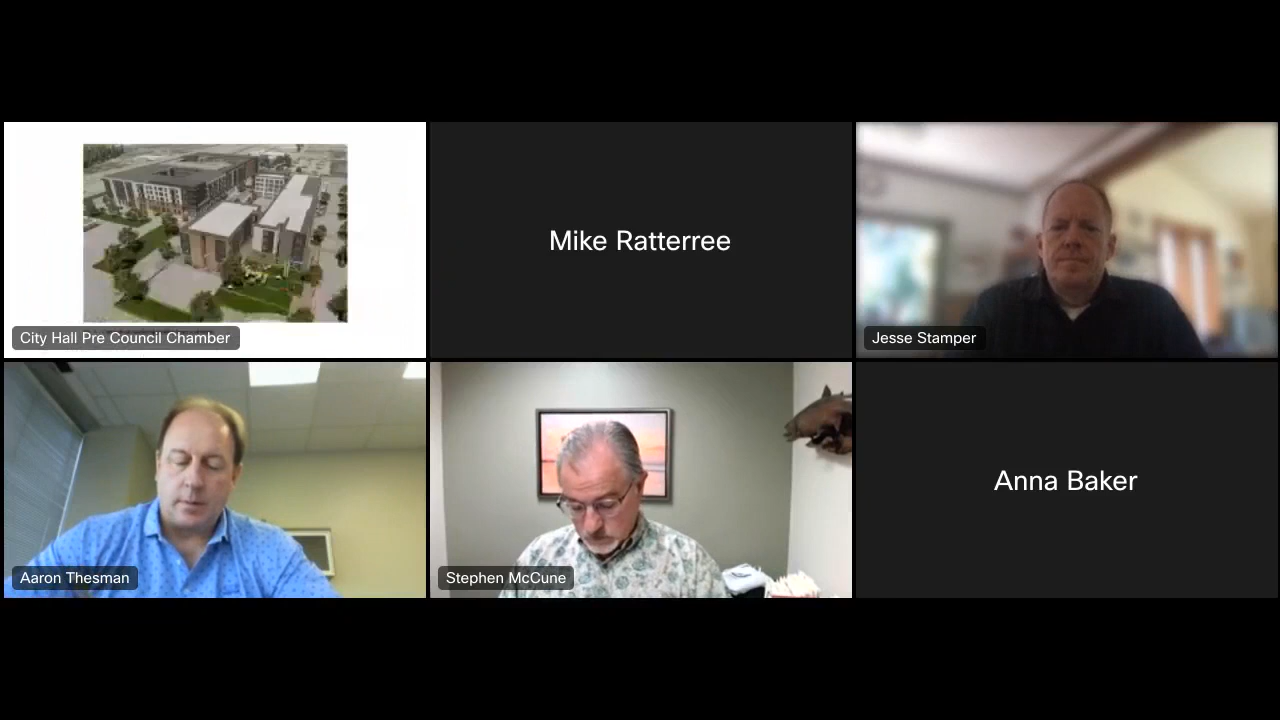 City Hall Pre Council Chamber
Mike Ratterree
Jesse Stamper
Aaron Thesman
Stephen McCune
Anna Baker